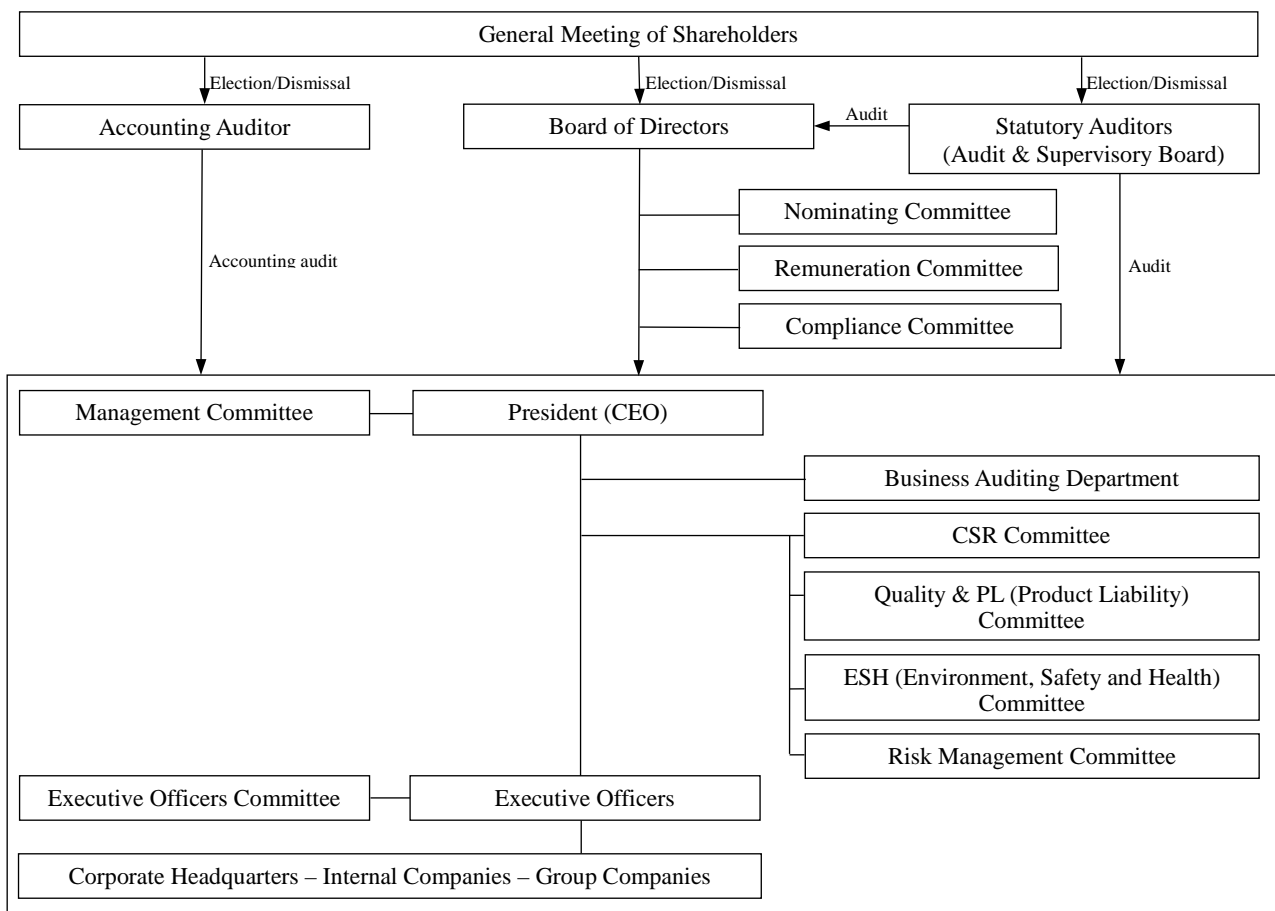 General Meeting of Shareholders
Election/Dismissal
Election/Dismissal
Election/Dismissal
Accounting Auditor
Board of Directors
Audit
Statutory Auditors
(Audit & Supervisory Board)
Nominating Committee
Accounting audit
Remuneration Committee
Audit
Compliance Committee
Management Committee
President (CEO)
Business Auditing Department
CSR Committee
Quality & PL (Product Liability)
Committee
ESH (Environment, Safety and Health)
Committee
Risk Management Committee
Executive Officers Committee
Executive Officers
Corporate Headquarters – Internal Companies – Group Companies